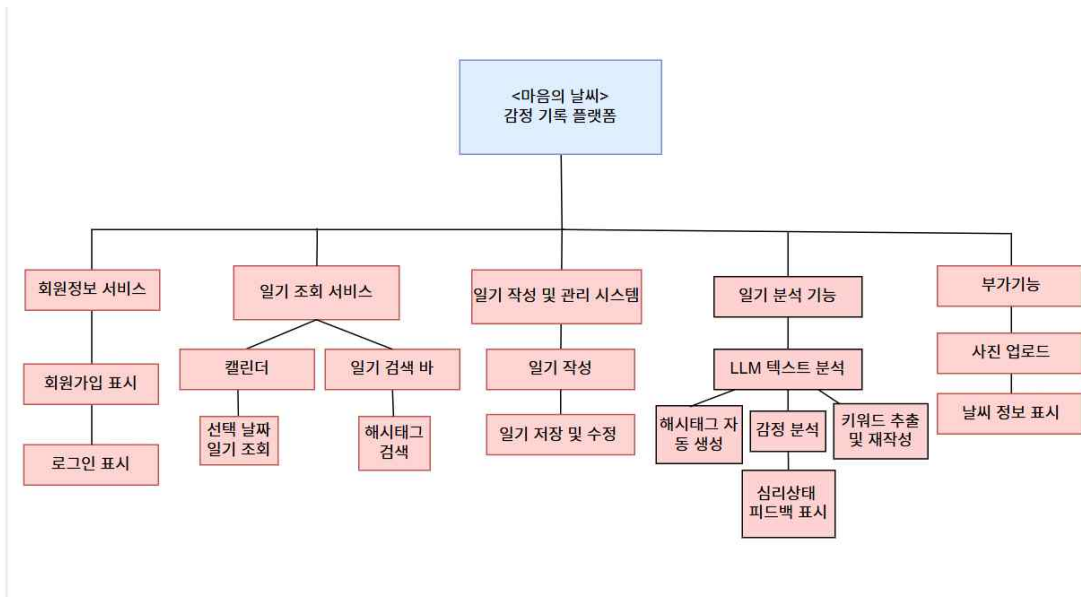 <마음의 날씨>
감정 기록 플랫폼
회원정보 서비스
일기 조회 서비스
일기 작성 및 관리 시스템
일기 분석 기능
부가기능
회원가입 표시
캘린더
일기 검색 바
일기 작성
LLM 텍스트 분석
사진 업로드
로그인 표시
선택 날짜
일기 조회
해시태그
검색
일기 저장 및 수정
해시태그 자
동 생성
감정 분석
키워드 추출
및 재작성
날씨 정보 표시
심리상태
피드백 표시